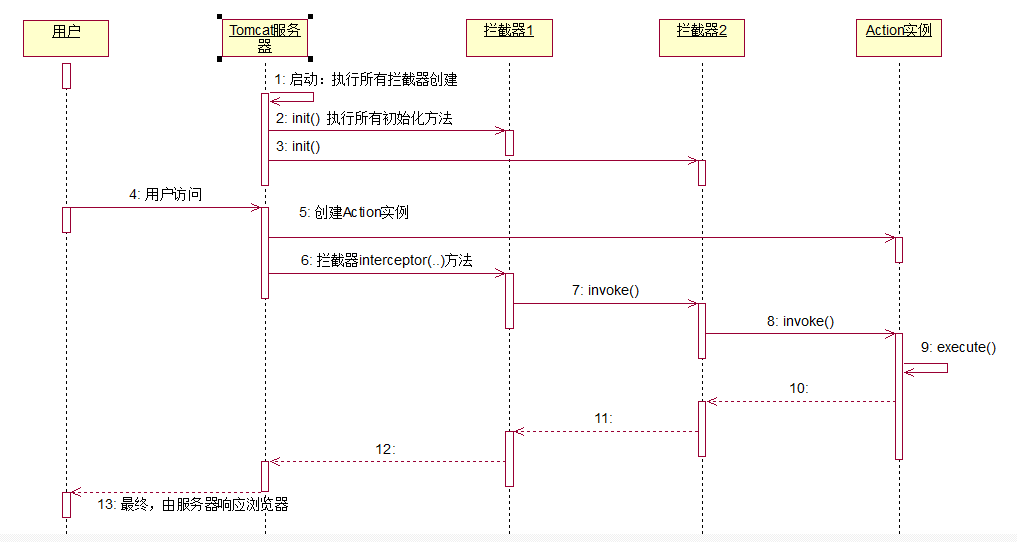 用户
Tomcat服务
器
拦截器1
拦截器2
Action实例
1: 启动：执行所有拦截器创建
2: init() 执行所有初始化方法
3: init()
4: 用户访问
5: 创建Action实例
6: 拦截器interceptor(..)方法
7: invoke()
8: invoke()
9: execute()
10:
11:
12:
13: 最终，由服务器响应浏览器